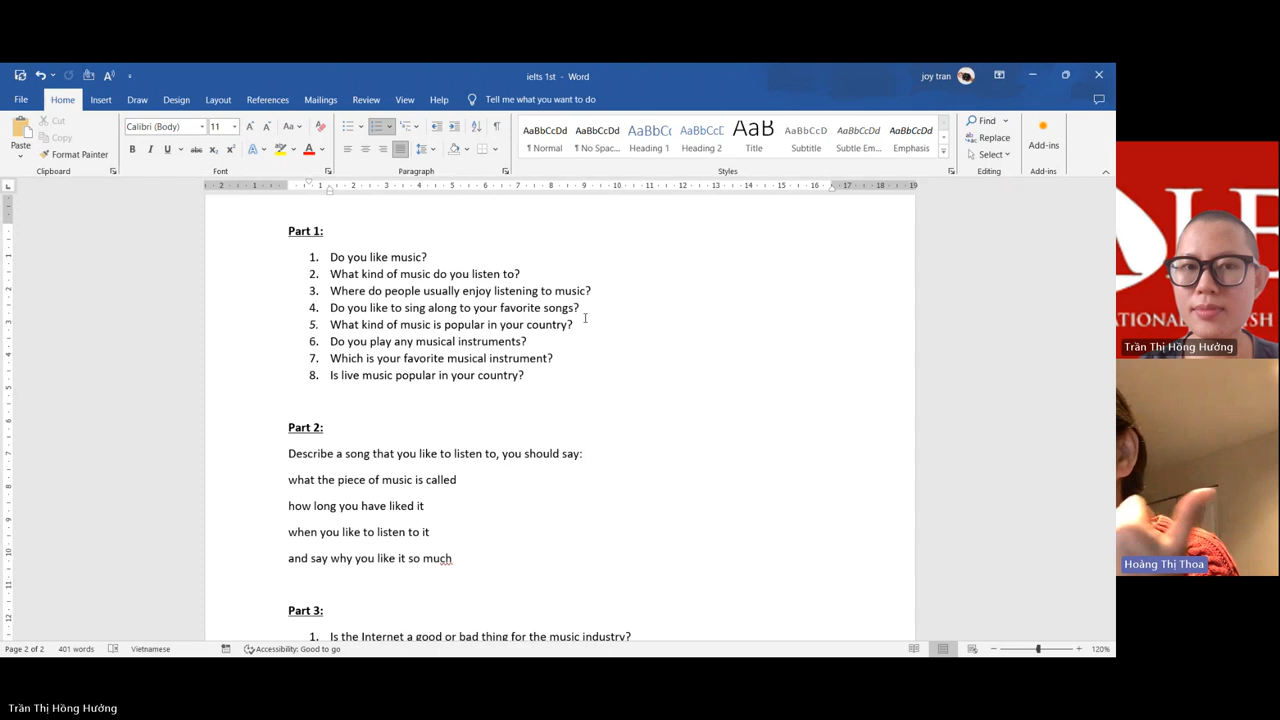 ielts 1st - Word
joy tran
File Home Insert Draw Design Layout References Mailings Review View Help Tell me what you want to do
Paste
Cut
Copy
Format Painter
Clipboard
Calibri (Body) 11
Font
Paragraph
AaBbCcDd AaBbCcDd AaBbCc AaBbCcD AaB AaBbCcD AaBbCcDd AaBbCcDd
¶ Normal ¶ No Spac... Heading 1 Heading 2 Title Subtitle Subtle Em... Emphasis
Styles
Find
Replace
Select
Editing
Add-ins
Add-ins
Part 1:
1. Do you like music?
2. What kind of music do you listen to?
3. Where do people usually enjoy listening to music?
4. Do you like to sing along to your favorite songs?
5. What kind of music is popular in your country?
6. Do you play any musical instruments?
7. Which is your favorite musical instrument?
8. Is live music popular in your country?
Part 2:
Describe a song that you like to listen to, you should say:
what the piece of music is called
how long you have liked it
when you like to listen to it
and say why you like it so much
Part 3:
1. Is the Internet a good or bad thing for the music industry?
Page 2 of 2 401 words Vietnamese Accessibility: Good to go 120%
Trần Thị Hồng Hưởng
Hoàng Thị Thoa
Trần Thị Hồng Hưởng